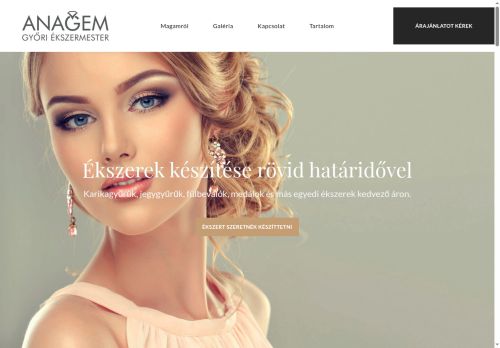 ANAGEM
GYŐRI ÉKSZERMESTER
Magamról
Galéria
Kapcsolat
Tartalom
ÁRAJÁNLATOT KÉREK
Ékszerek készítése rövid határidővel
Karikagyűrűk, jegygyűrűk, fülbevalók, medálok és más egyedi ékszerek kedvező áron.
ÉKSZERT SZERETNÉK KÉSZÍTTETNI